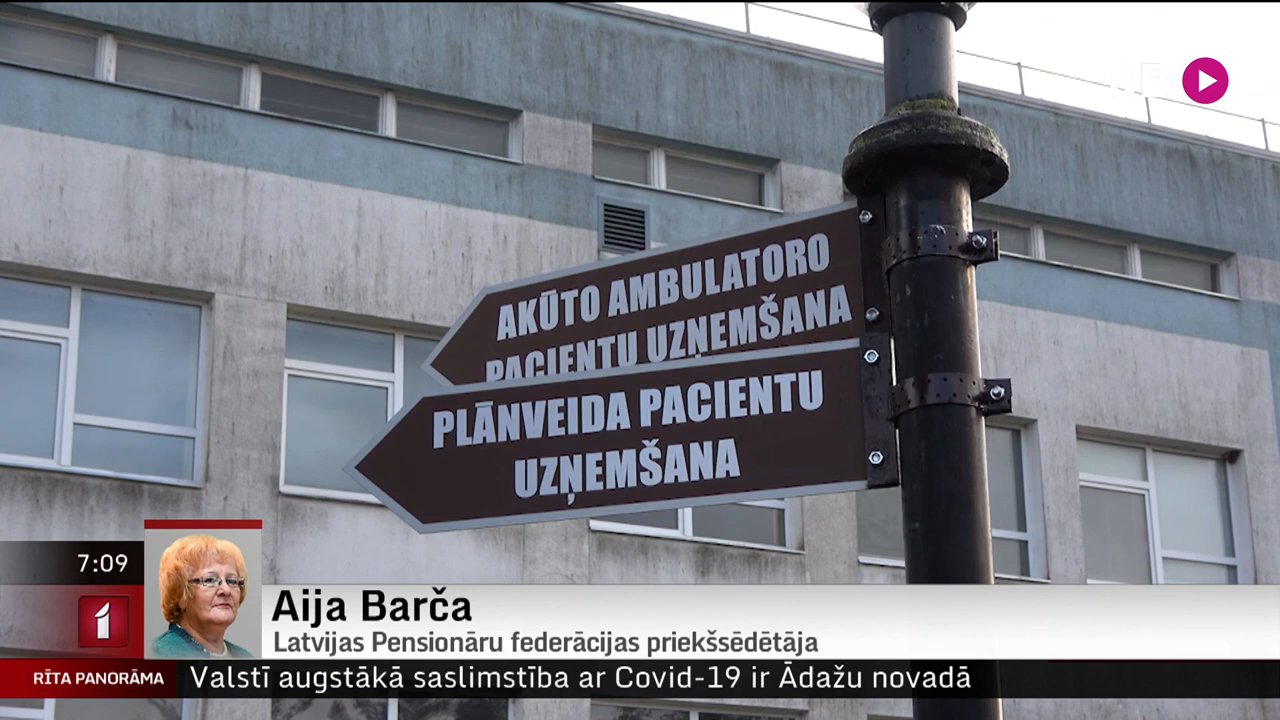 AKŪTO AMBULATORO
PACIENTU UZŅEMŠANA
PLĀNVEIDA PACIENTU
UZŅEMŠANA
7:09
1
Aija Barča
Latvijas Pensionāru federācijas priekšsēdētāja
RĪTA PANORĀMA
Valstī augstākā saslimstība ar Covid-19 ir Ādažu novadā